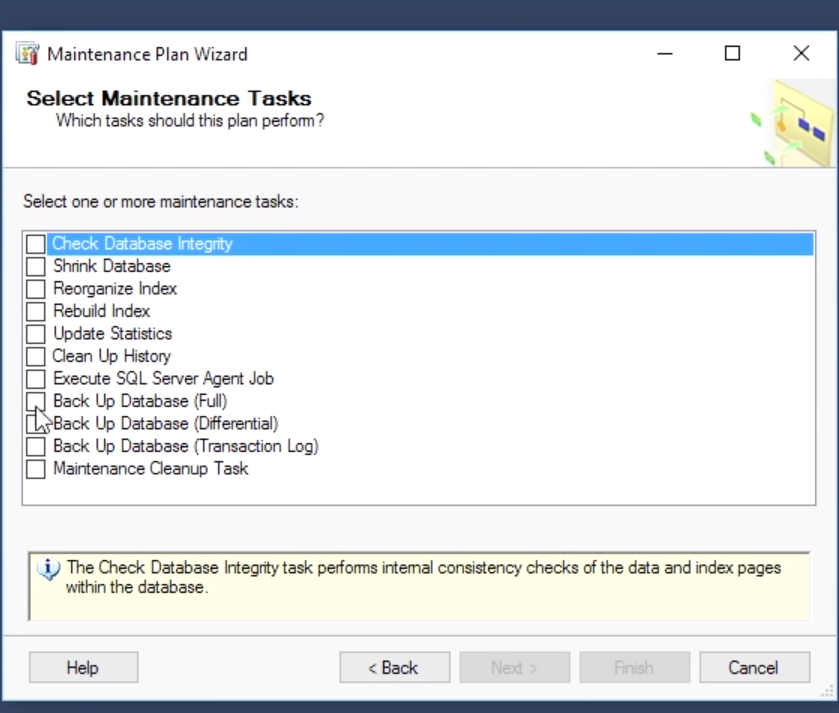 Maintenance Plan Wizard
Select Maintenance Tasks
Which tasks should this plan perform?
Select one or more maintenance tasks:
Check Database Integrity
Shrink Database
Reorganize Index
Rebuild Index
Update Statistics
Clean Up History
Execute SQL Server Agent Job
Back Up Database (Full)
Back Up Database (Differential)
Back Up Database (Transaction Log)
Maintenance Cleanup Task
The Check Database Integrity task performs internal consistency checks of the data and index pages
within the database.
Help
< Back
Next >
Finish
Cancel